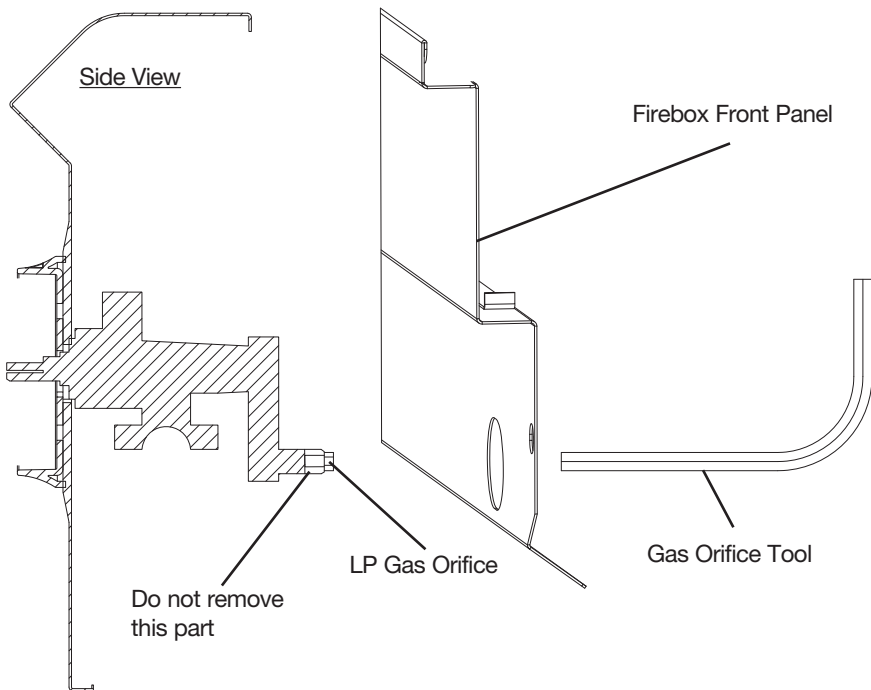 Side View
Firebox Front Panel
LP Gas Orifice
Gas Orifice Tool
Do not remove
this part